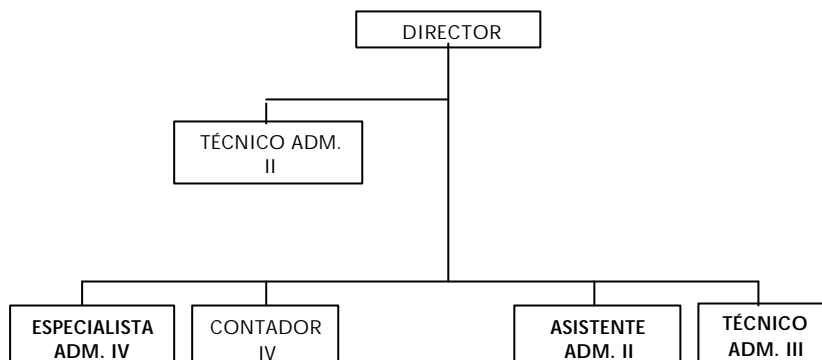 DIRECTOR
TÉCNICO ADM.
II
ESPECIALISTA
ADM. IV
CONTADOR
IV
ASISTENTE
ADM. II
TÉCNICO
ADM. III